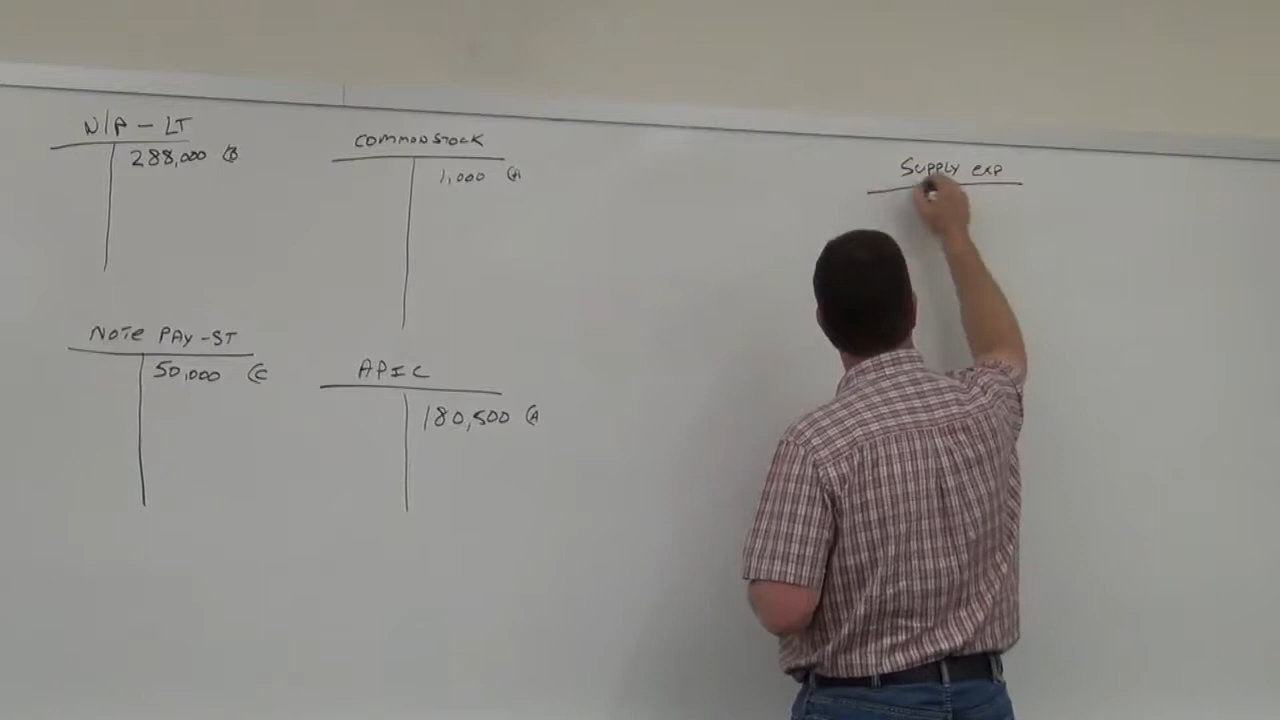 N/P - LT
288,000 (B
COMMON STOCK
1,000 (A
Supply exp
NOTE PAY -ST
50,000 (C
APIC
180,500 (A